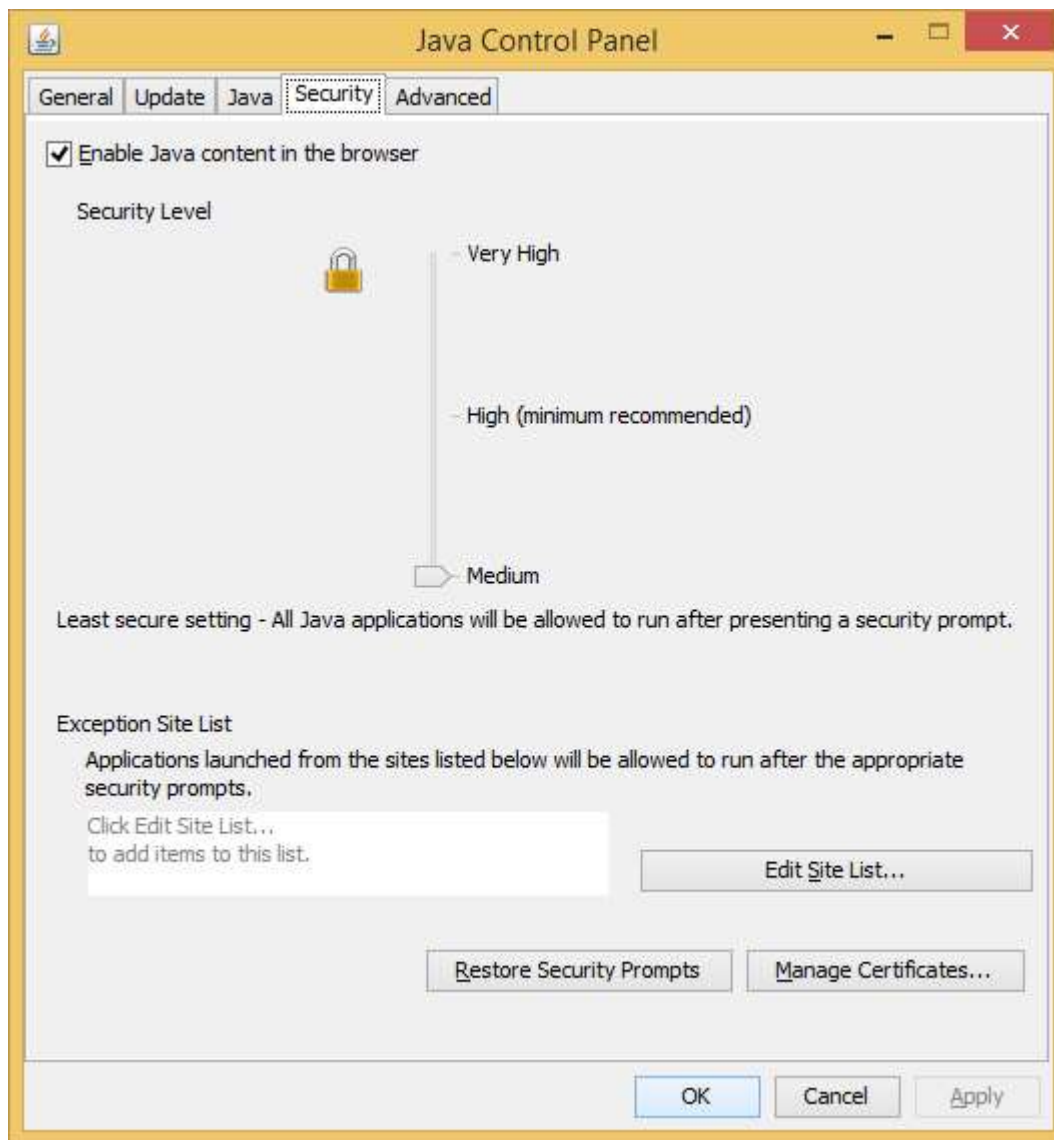 Java Control Panel
General Update Java Security Advanced
Enable Java content in the browser
Security Level
Very High
High (minimum recommended)
Medium
Least secure setting - All Java applications will be allowed to run after presenting a security prompt.
Exception Site List
Applications launched from the sites listed below will be allowed to run after the appropriate
security prompts.
Click Edit Site List...
to add items to this list.
Edit Site List...
Restore Security Prompts Manage Certificates...
OK Cancel Apply